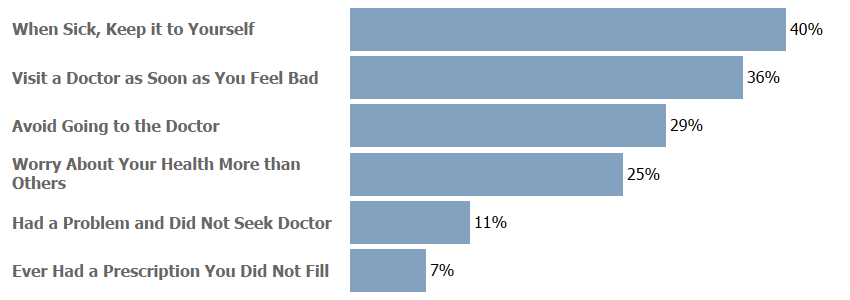 When Sick, Keep it to Yourself 40%
Visit a Doctor as Soon as You Feel Bad 36%
Avoid Going to the Doctor 29%
Worry About Your Health More than
Others 25%
Had a Problem and Did Not Seek Doctor 11%
Ever Had a Prescription You Did Not Fill 7%